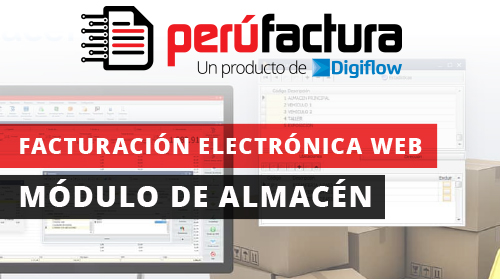 perúfactura
Un producto de Digiflow
FACTURACIÓN ELECTRÓNICA WEB
MÓDULO DE ALMACÉN